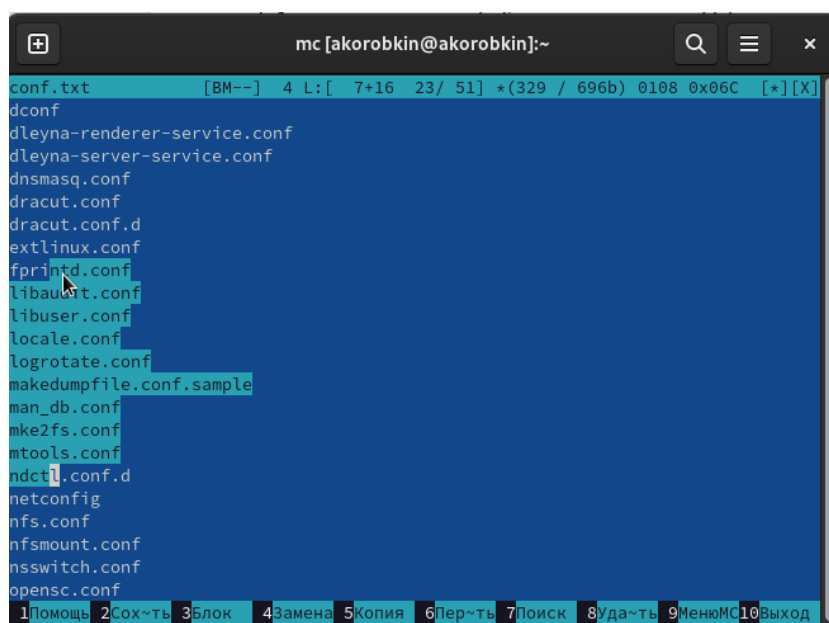 mc [akorobkin@akorobkin]:~
conf.txt [BM--] 4 L:[ 7+16 23/ 51] *(329 / 696b) 0108 0x06C [*][X]
dconf
dleyna-renderer-service.conf
dleyna-server-service.conf
dnsmasq.conf
dracut.conf
dracut.conf.d
extlinux.conf
fprintd.conf
libaudit.conf
libuser.conf
locale.conf
logrotate.conf
makedumpfile.conf.sample
man_db.conf
mke2fs.conf
mtools.conf
ndctl.conf.d
netconfig
nfs.conf
nfsmount.conf
nsswitch.conf
opensc.conf
1Помощь 2Сох~ть 3Блок 4Замена 5Копия 6Пер~ть 7Поиск 8Уда~ть 9МенюMC10Выход